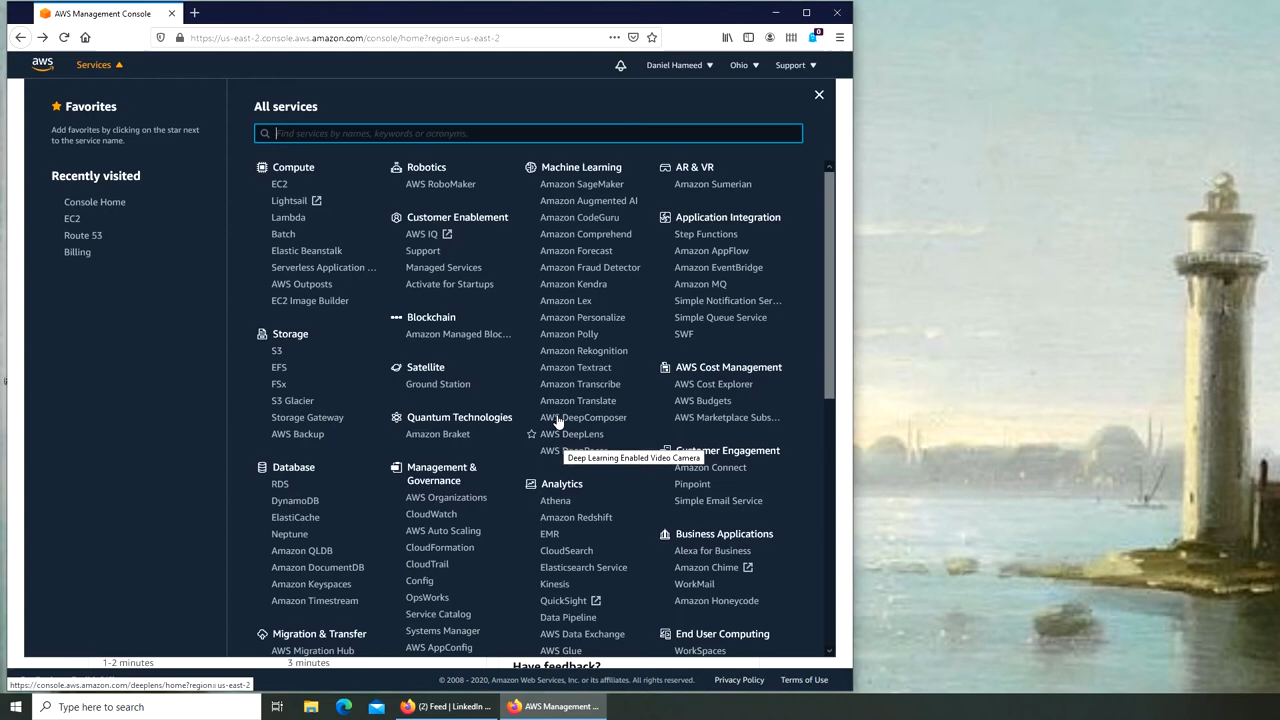 AWS Management Console
https://us-east-2.console.aws.amazon.com/console/home?region=us-east-2
0
aws
Services
Daniel Hameed
Ohio
Support
Favorites
Add favorites by clicking on the star next
to the service name.
Recently visited
Console Home
EC2
Route 53
Billing
All services
Find services by names, keywords or acronyms.
Compute
EC2
Lightsail
Lambda
Batch
Elastic Beanstalk
Serverless Application ...
AWS Outposts
EC2 Image Builder
Storage
S3
EFS
FSx
S3 Glacier
Storage Gateway
AWS Backup
Database
RDS
DynamoDB
ElastiCache
Neptune
Amazon QLDB
Amazon DocumentDB
Amazon Keyspaces
Amazon Timestream
Migration & Transfer
AWS Migration Hub
Robotics
AWS RoboMaker
Customer Enablement
AWS IQ
Support
Managed Services
Activate for Startups
Blockchain
Amazon Managed Bloc...
Satellite
Ground Station
Quantum Technologies
Amazon Braket
Management &
Governance
AWS Organizations
CloudWatch
AWS Auto Scaling
CloudFormation
CloudTrail
Config
OpsWorks
Service Catalog
Systems Manager
AWS AppConfig
Machine Learning
Amazon SageMaker
Amazon Augmented AI
Amazon CodeGuru
Amazon Comprehend
Amazon Forecast
Amazon Fraud Detector
Amazon Kendra
Amazon Lex
Amazon Personalize
Amazon Polly
Amazon Rekognition
Amazon Textract
Amazon Transcribe
Amazon Translate
AWS DeepComposer
AWS DeepLens
AWS
Deep Learning Enabled Video Camera
Analytics
Athena
Amazon Redshift
EMR
CloudSearch
Elasticsearch Service
Kinesis
QuickSight
Data Pipeline
AWS Data Exchange
AWS Glue
AR & VR
Amazon Sumerian
Application Integration
Step Functions
Amazon AppFlow
Amazon EventBridge
Amazon MQ
Simple Notification Ser...
Simple Queue Service
SWF
AWS Cost Management
AWS Cost Explorer
AWS Budgets
AWS Marketplace Subs...
Customer Engagement
Amazon Connect
Pinpoint
Simple Email Service
Business Applications
Alexa for Business
Amazon Chime
WorkMail
Amazon Honeycode
End User Computing
WorkSpaces
1-2 minutes
3 minutes
Have feedback?
https://console.aws.amazon.com/deeplens/home?region=us-east-2
© 2008 - 2020, Amazon Web Services, Inc. or its affiliates. All rights reserved.
Privacy Policy
Terms of Use
Type here to search
(2) Feed | LinkedIn ...
AWS Management ...